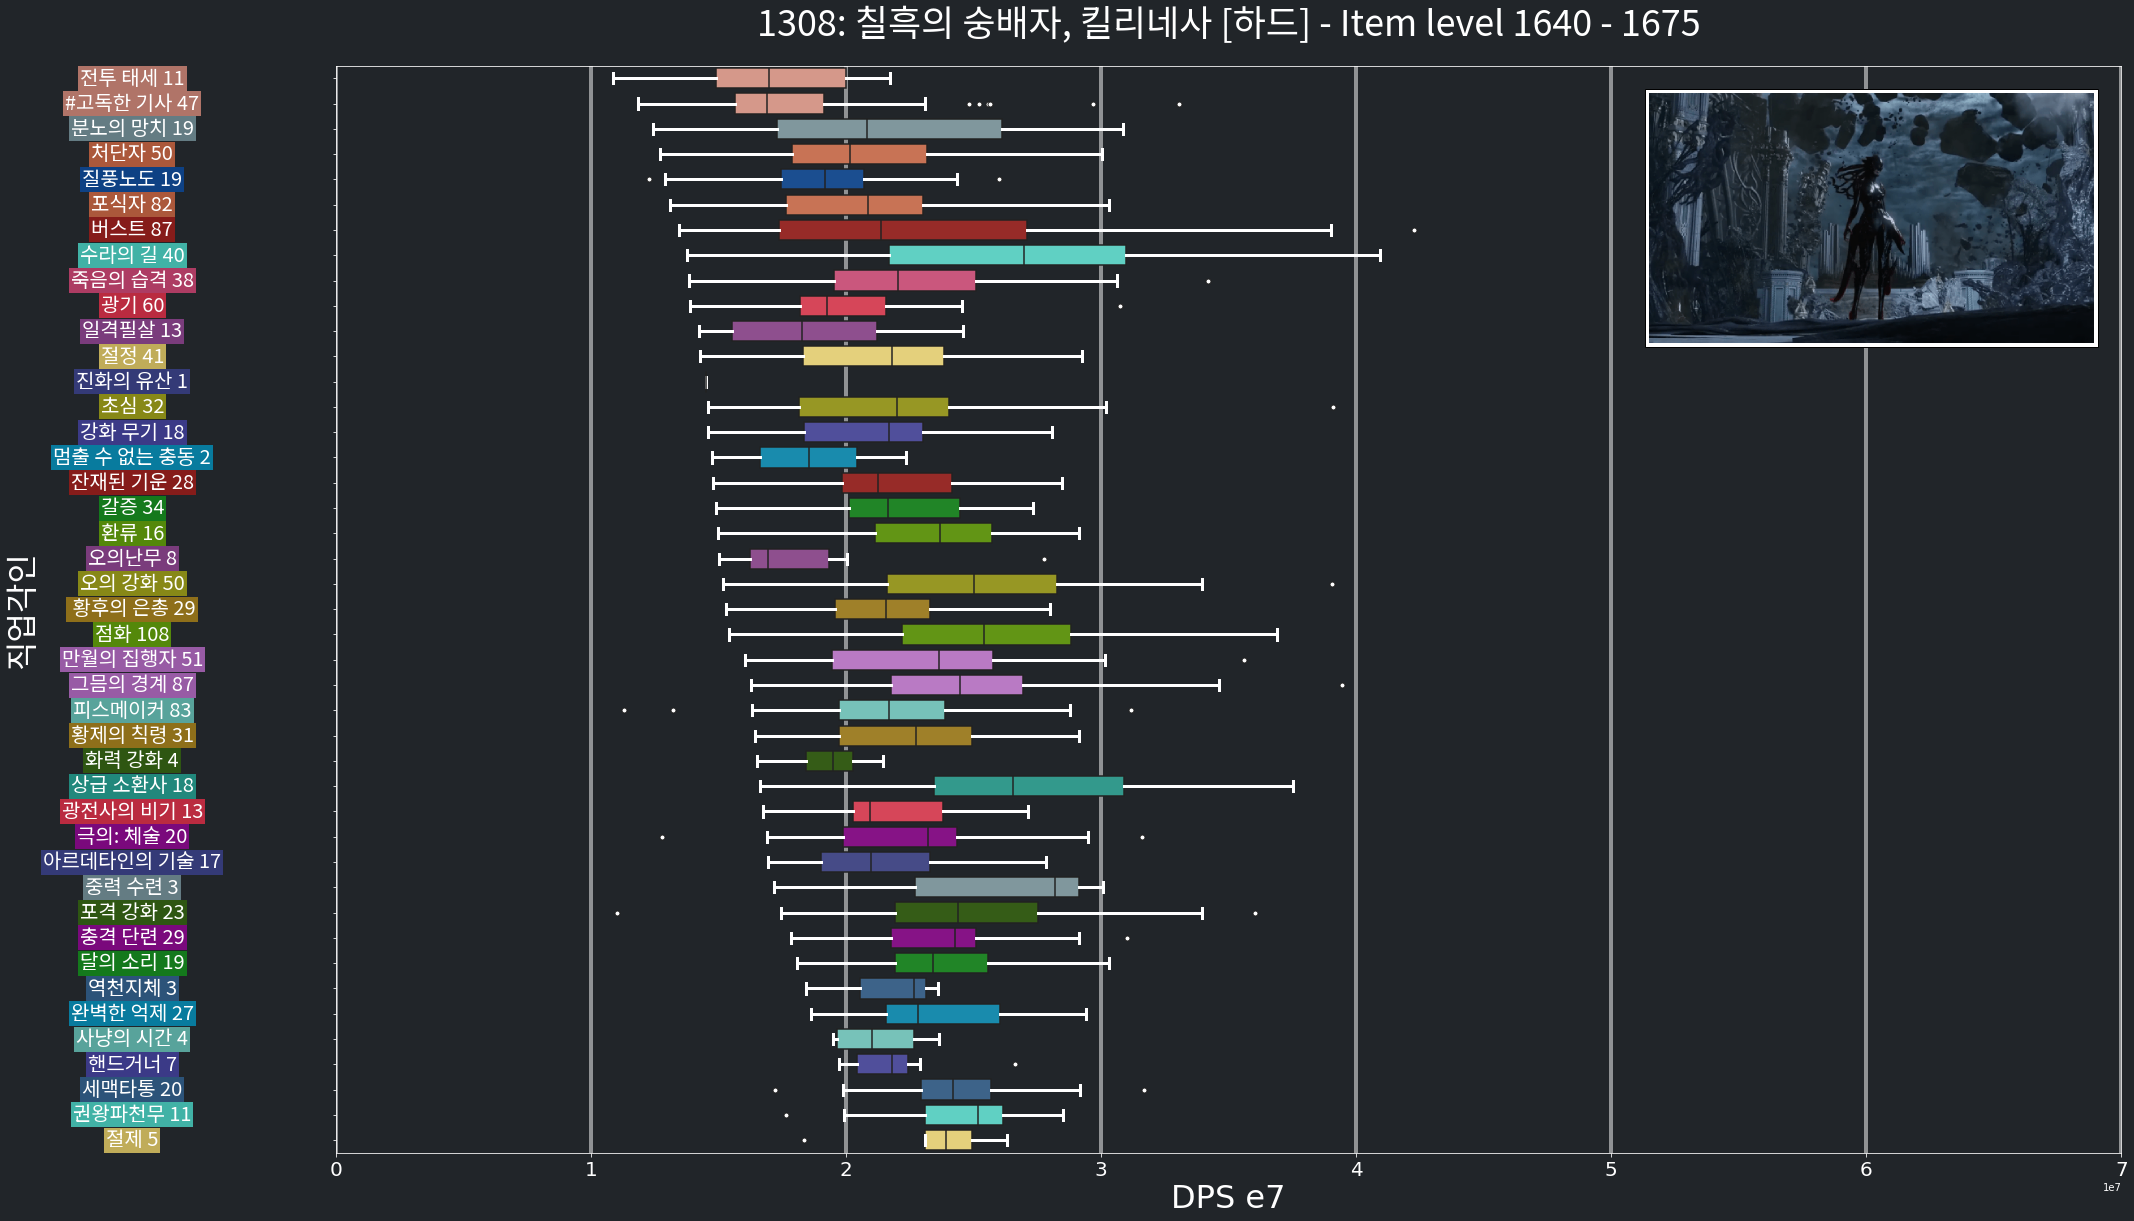 1308: 칠흑의 숭배자, 킬리네사 [하드] - Item level 1640 - 1675
전투 태세 11
#고독한 기사 47
분노의 망치 19
처단자 50
질풍노도 19
포식자 82
버스트 87
수라의 길 40
죽음의 습격 38
광기 60
일격필살 13
절정 41
진화의 유산 1
초심 32
강화 무기 18
멈출 수 없는 충동 2
잔재된 기운 28
갈증 34
환류 16
오의난무 8
오의 강화 50
황후의 은총 29
점화 108
만월의 집행자 51
그믐의 경계 87
피스메이커 83
황제의 칙령 31
화력 강화 4
상급 소환사 18
광전사의 비기 13
극의: 체술 20
아르데타인의 기술 17
중력 수련 3
포격 강화 23
충격 단련 29
달의 소리 19
역천지체 3
완벽한 억제 27
사냥의 시간 4
핸드거너 7
세맥타통 20
권왕파천무 11
절제 5
직업각인
0 1 2 3 4 5 6 7
1e7
DPS e7